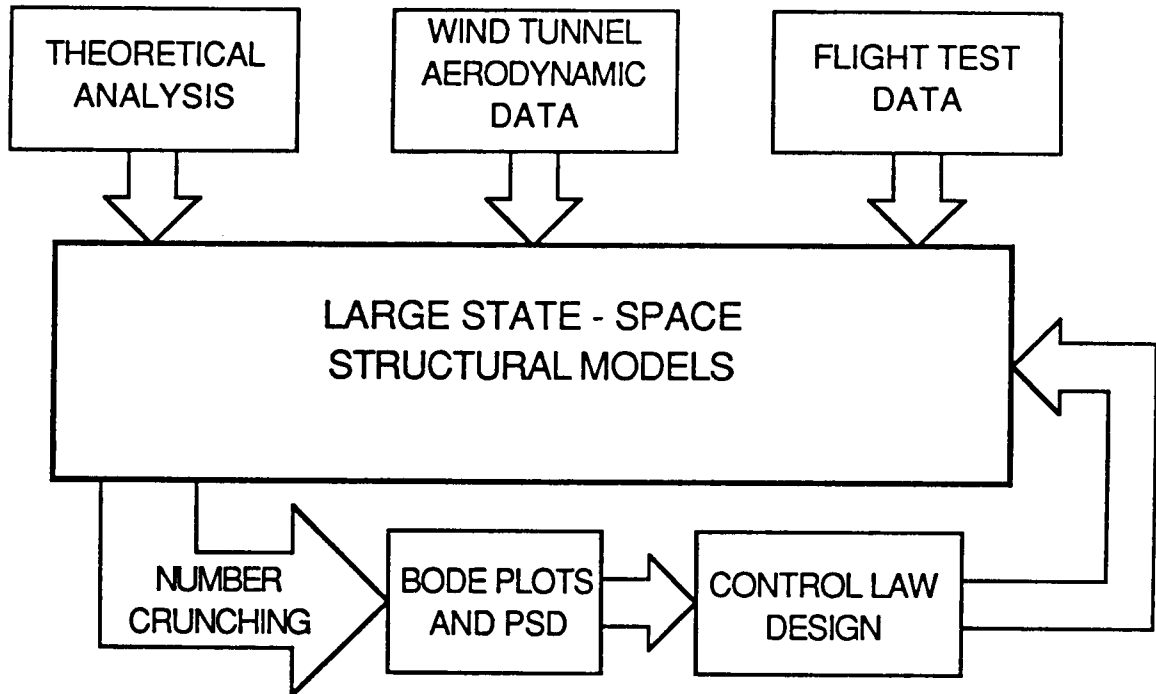 THEORETICAL
ANALYSIS
WIND TUNNEL
AERODYNAMIC
DATA
FLIGHT TEST
DATA
LARGE STATE - SPACE
STRUCTURAL MODELS
NUMBER
CRUNCHING
BODE PLOTS
AND PSD
CONTROL LAW
DESIGN